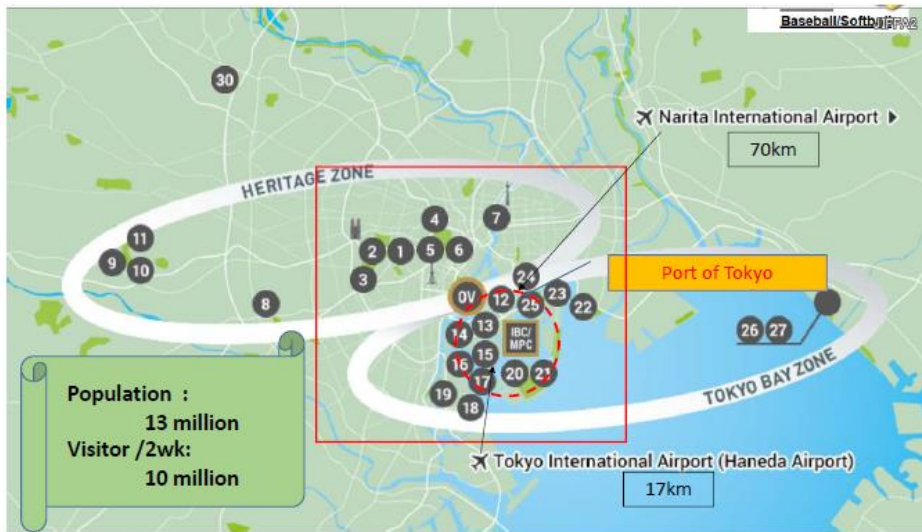 Baseball/Softball
30
Narita International Airport
70km
HERITAGE ZONE
4
7
11
2
1
5
6
9
10
3
24
Port of Tokyo
8
OV
12
25
23
22
13
14
IBC/
MPC
26
27
15
16
20
21
17
19
18
TOKYO BAY ZONE
Population :
13 million
Visitor /2wk:
10 million
Tokyo International Airport (Haneda Airport)
17km